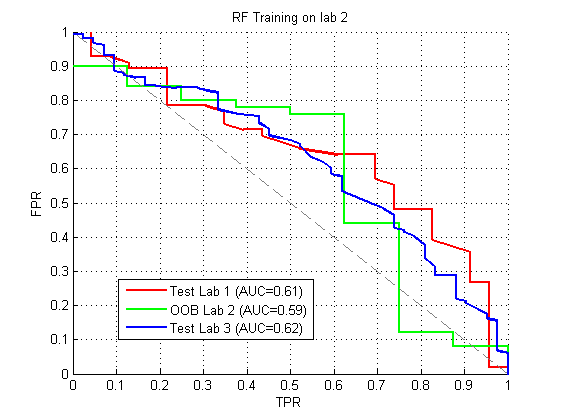 RF Training on lab 2
FPR
1
0.9
0.8
0.7
0.6
0.5
0.4
0.3
0.2
0.1
0
Test Lab 1 (AUC=0.61)
OOB Lab 2 (AUC=0.59)
Test Lab 3 (AUC=0.62)
0 0.1 0.2 0.3 0.4 0.5 0.6 0.7 0.8 0.9 1
TPR